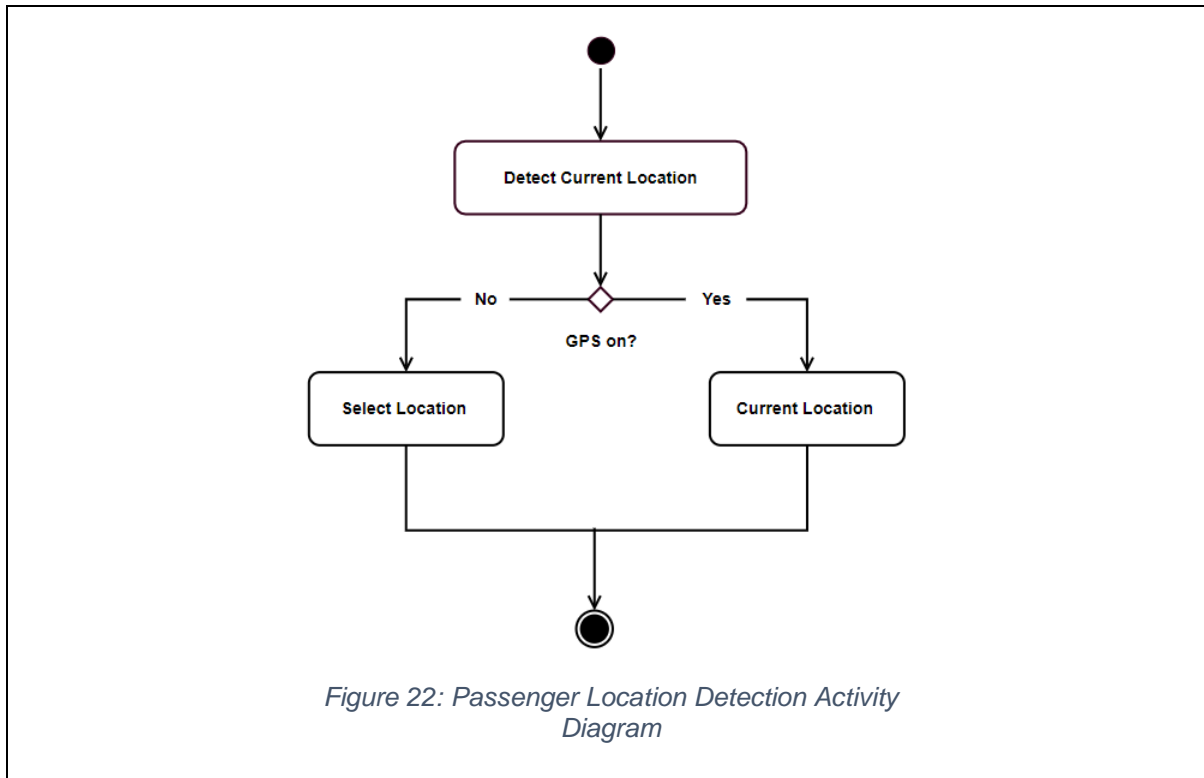 Detect Current Location
No
Yes
GPS on?
Select Location
Current Location
Figure 22: Passenger Location Detection Activity
Diagram